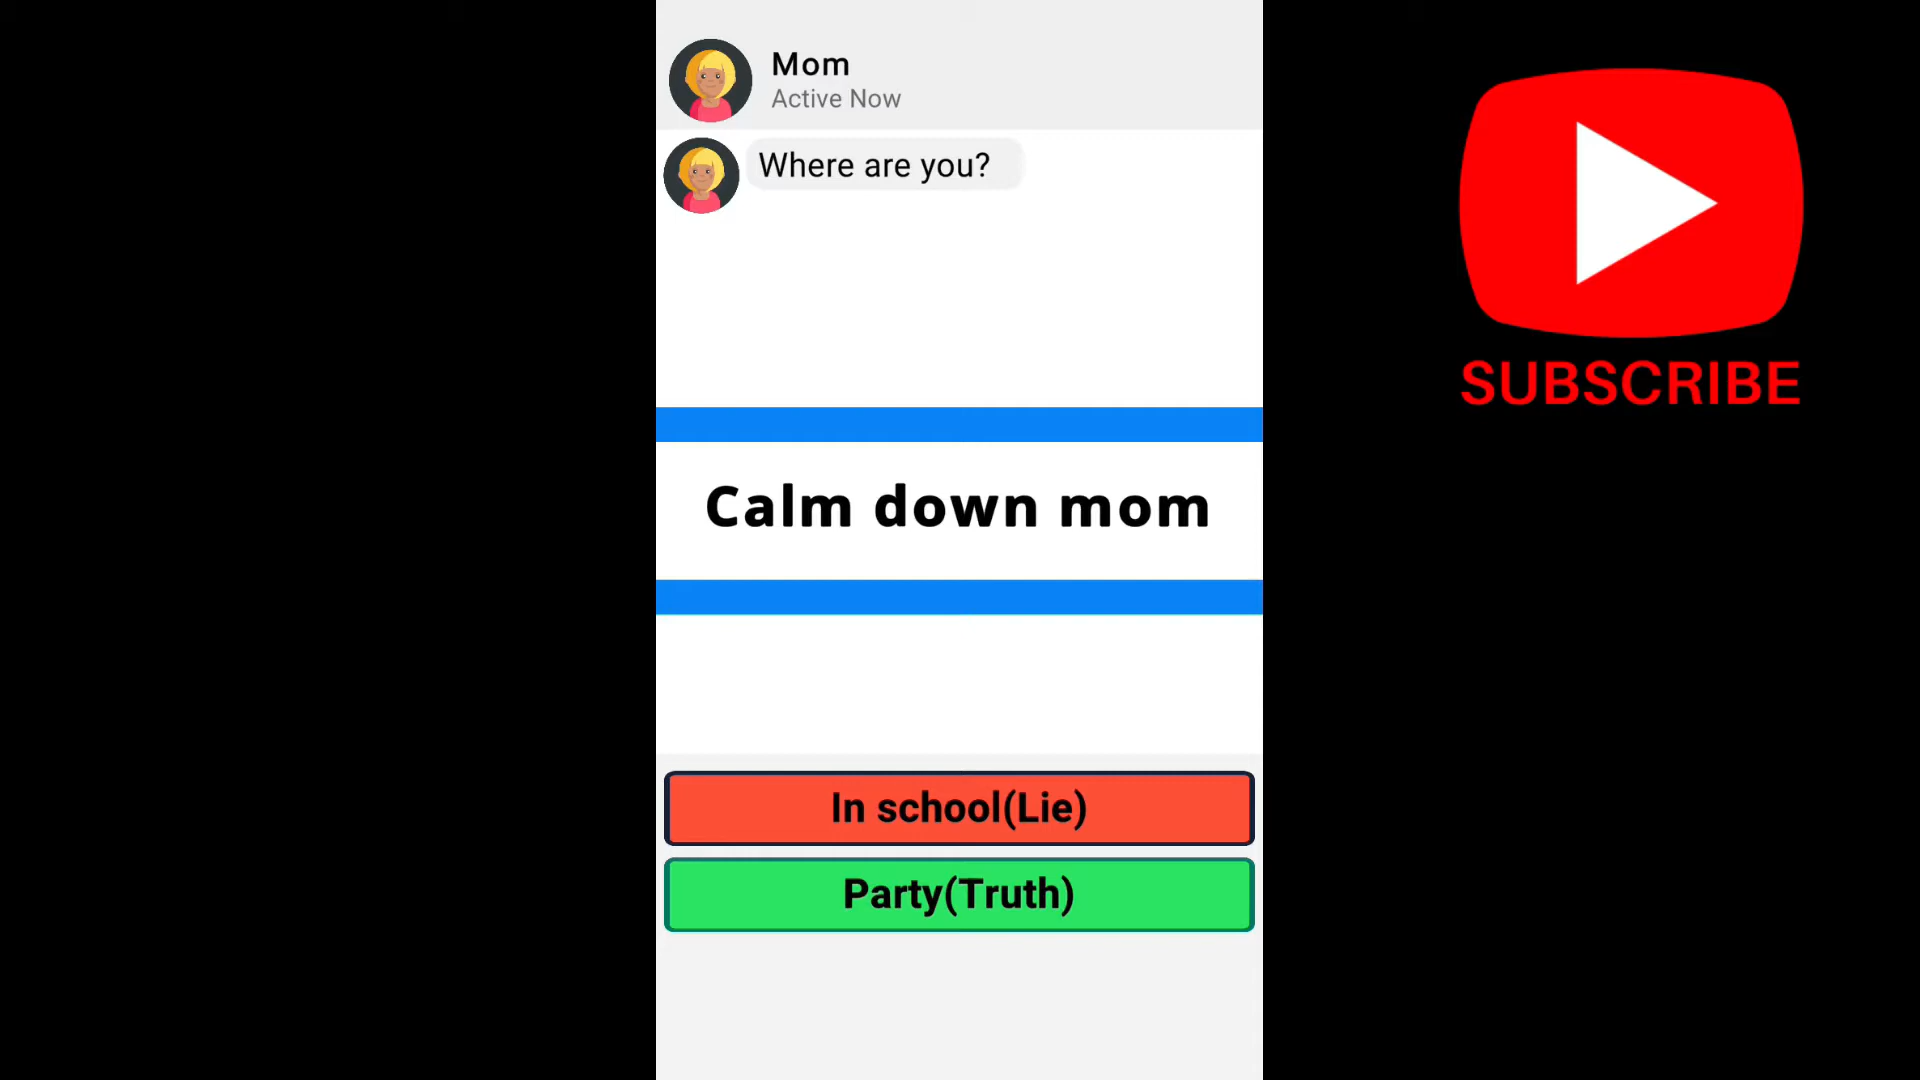 Mom
Active Now
Where are you?
Calm down mom
In school(Lie)
Party(Truth)
SUBSCRIBE